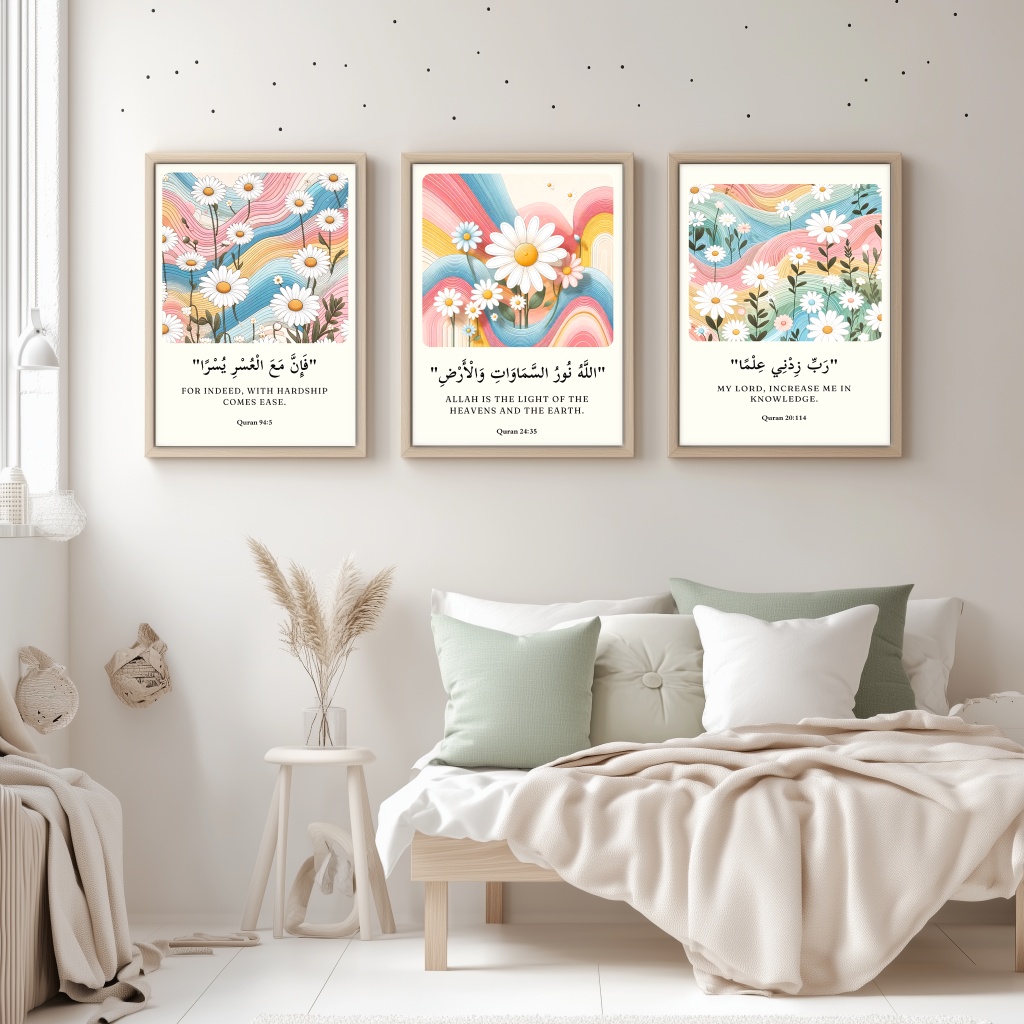 "فَإِنَّ مَعَ الْعُسْرِ يُسْرًا"
FOR INDEED, WITH HARDSHIP
COMES EASE.
Quran 94:5
"اللَّهُ نُورُ السَّمَاوَاتِ وَالْأَرْضِ"
ALLAH IS THE LIGHT OF THE
HEAVENS AND THE EARTH.
Quran 24:35
"رَبِّ زِدْنِي عِلْمًا"
MY LORD, INCREASE ME IN
KNOWLEDGE.
Quran 20:114